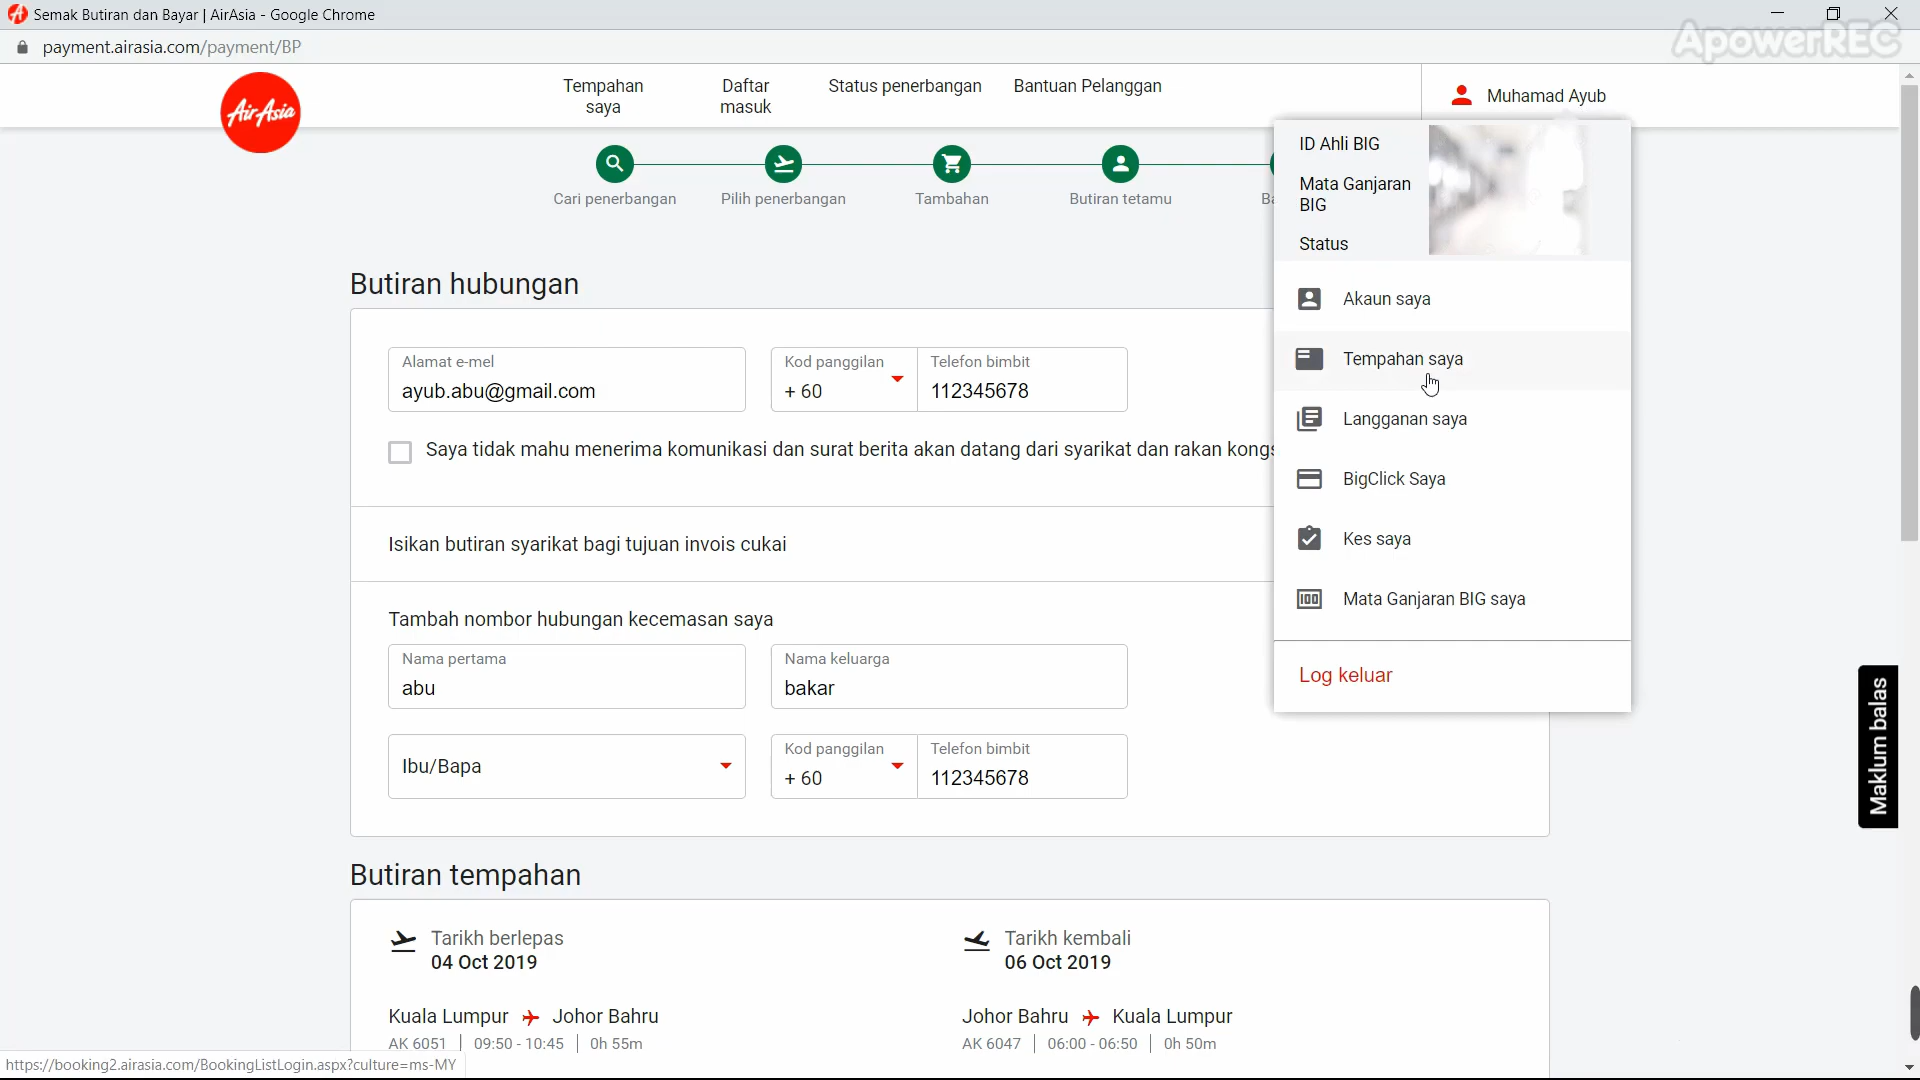 Semak Butiran dan Bayar | AirAsia - Google Chrome
ApowerREC
payment.airasia.com/payment/BP
AirAsia
Tempahan
saya
Daftar
masuk
Status penerbangan
Bantuan Pelanggan
Muhamad Ayub
Cari penerbangan
Pilih penerbangan
Tambahan
Butiran tetamu
ID Ahli BIG
Mata Ganjaran
BIG
Status
Akaun saya
Tempahan saya
Langganan saya
BigClick Saya
Kes saya
100
Mata Ganjaran BIG saya
Log keluar
Butiran hubungan
Alamat e-mel
ayub.abu@gmail.com
Kod panggilan
+ 60
Telefon bimbit
112345678
Saya tidak mahu menerima komunikasi dan surat berita akan datang dari syarikat dan rakan kongs
Isikan butiran syarikat bagi tujuan invois cukai
Tambah nombor hubungan kecemasan saya
Nama pertama
abu
Nama keluarga
bakar
Ibu/Bapa
Kod panggilan
+ 60
Telefon bimbit
112345678
Maklum balas
Butiran tempahan
Tarikh berlepas
04 Oct 2019
Kuala Lumpur Johor Bahru
AK 6051 | 09:50 - 10:45 | 0h 55m
Tarikh kembali
06 Oct 2019
Johor Bahru Kuala Lumpur
AK 6047 | 06:00 - 06:50 | 0h 50m
https://booking2.airasia.com/BookingListLogin.aspx?culture=ms-MY